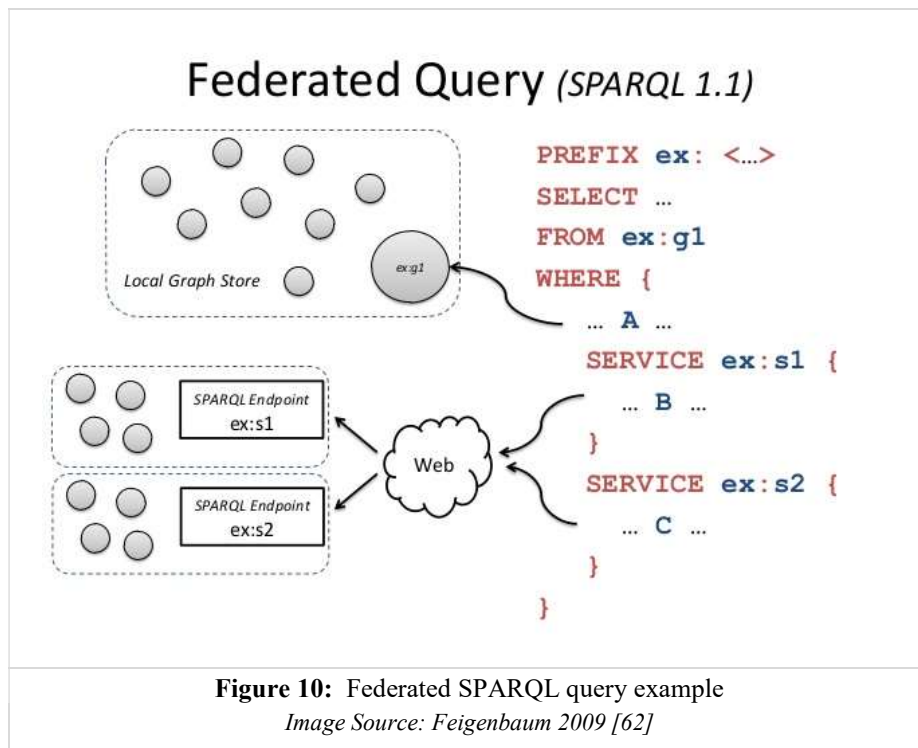 Federated Query (SPARQL 1.1)
Local Graph Store
ex:g1
SPARQL Endpoint
ex:s1
SPARQL Endpoint
ex:s2
Web
PREFIX ex: <…>
SELECT …
FROM ex:g1
WHERE {
… A …
SERVICE ex:s1 {
… B …
}
SERVICE ex:s2 {
… C …
}
}
Figure 10: Federated SPARQL query example
Image Source: Feigenbaum 2009 [62]